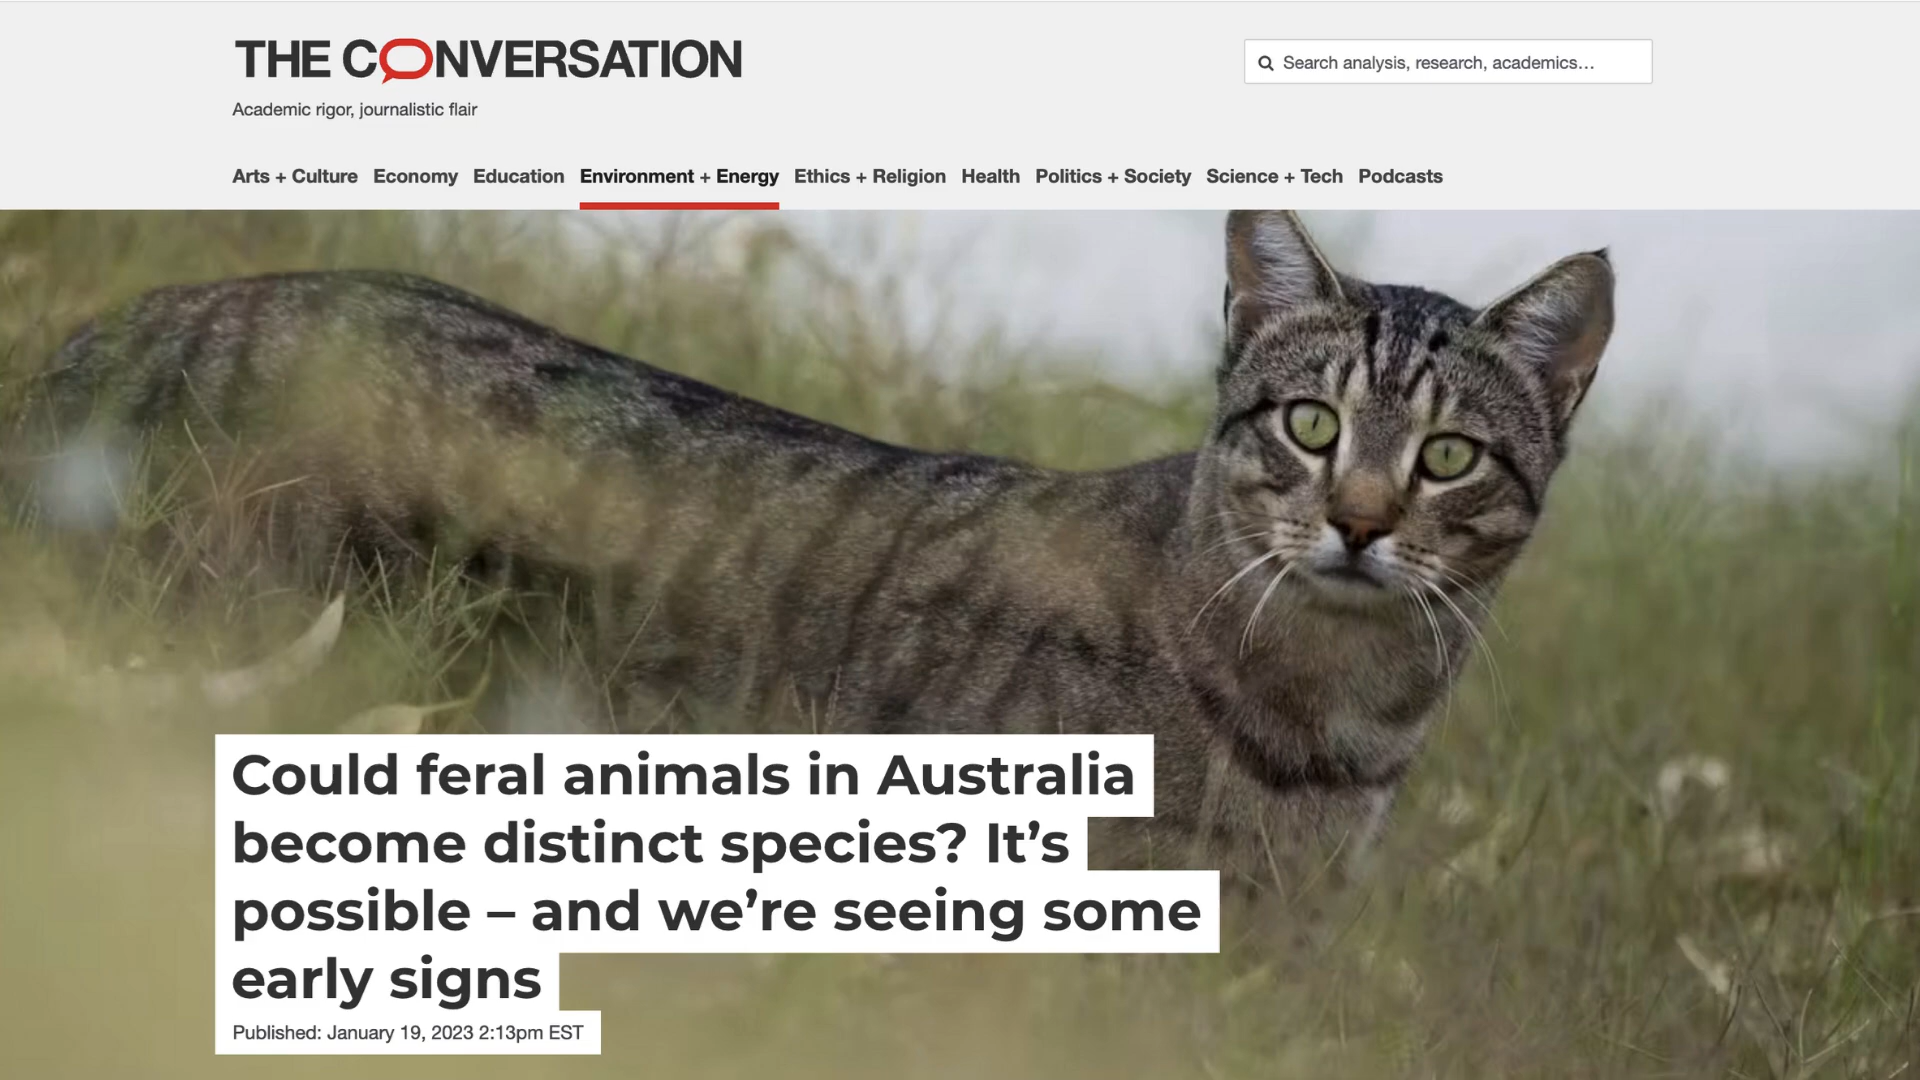 THE CONVERSATION
Search analysis, research, academics...
Academic rigor, journalistic flair
Arts + Culture Economy Education Environment + Energy Ethics + Religion Health Politics + Society Science + Tech Podcasts
Could feral animals in Australia
become distinct species? It’s
possible – and we’re seeing some
early signs
Published: January 19, 2023 2:13pm EST